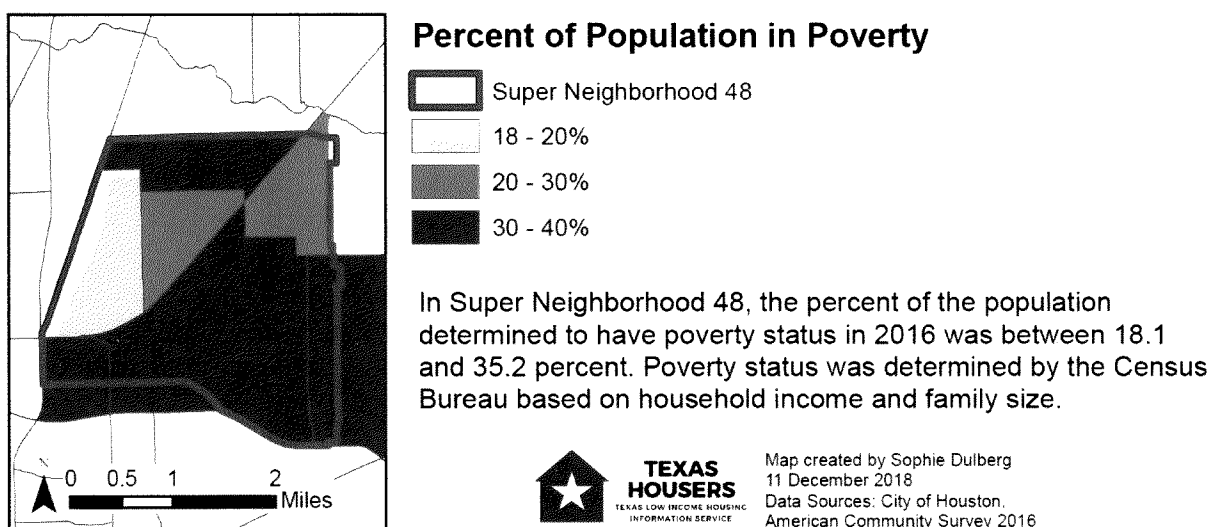 Percent of Population in Poverty
Super Neighborhood 48
18 - 20%
20 - 30%
30 - 40%
In Super Neighborhood 48, the percent of the population
determined to have poverty status in 2016 was between 18.1
and 35.2 percent. Poverty status was determined by the Census
Bureau based on household income and family size.
N
0 0.5 1 2
Miles
TEXAS
HOUSERS
TEXAS LOW INCOME HOUSING
INFORMATION SERVICE
Map created by Sophie Dulberg
11 December 2018
Data Sources: City of Houston,
American Community Survey 2016